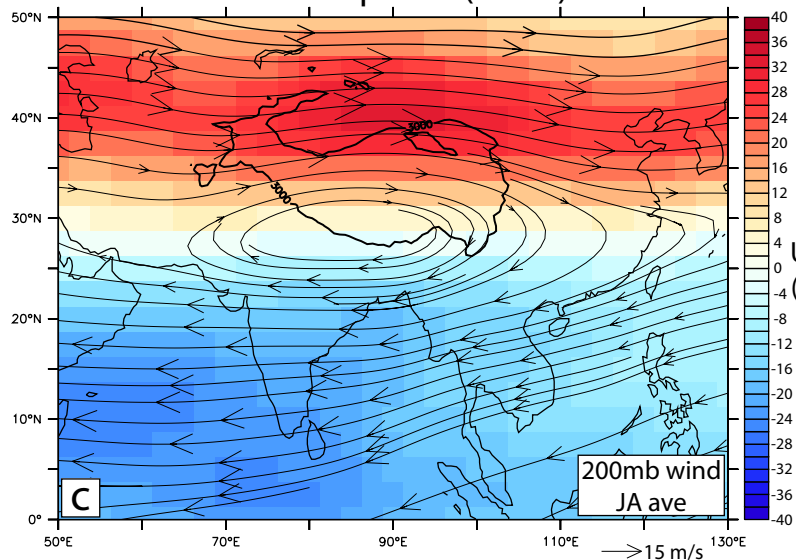 50°N
40°N
30°N
20°N
10°N
0°
50°E
70°E
90°E
110°E
130°E
3000
3000
C
200mb wind
JA ave
15 m/s
40
36
32
28
24
20
16
12
8
4
0
-4
-8
-12
-16
-20
-24
-28
-32
-36
-40
U
(